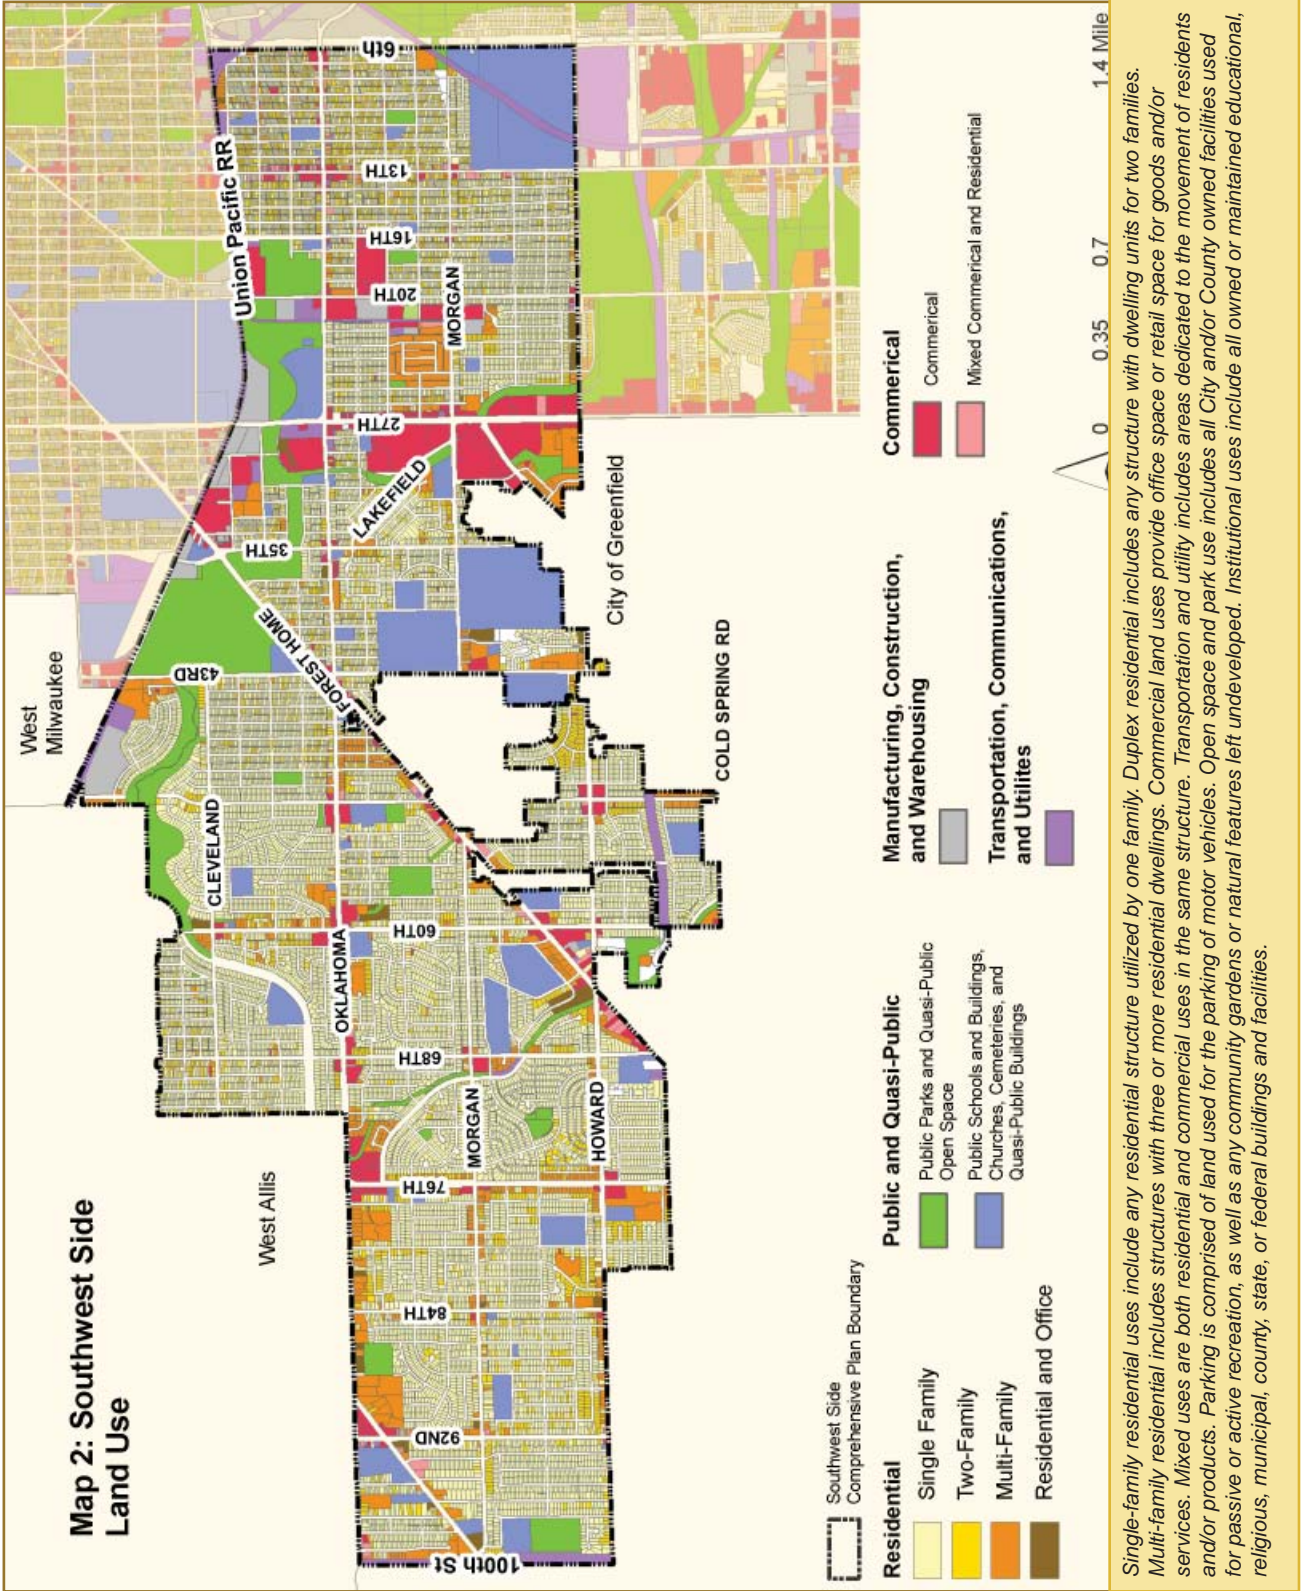 Map 2: Southwest Side
Land Use
West
Milwaukee
West Allis
City of Greenfield
COLD SPRING RD
Union Pacific RR
6th
13TH
16TH
20TH
27TH
35TH
43RD
60TH
68TH
76TH
84TH
92ND
100th St
FOREST HOME
LAKEFIELD
CLEVELAND
OKLAHOMA
MORGAN
MORGAN
HOWARD
Southwest Side
Comprehensive Plan Boundary
Residential
Single Family
Two-Family
Multi-Family
Residential and Office
Public and Quasi-Public
Public Parks and Quasi-Public
Open Space
Public Schools and Buildings,
Churches, Cemeteries, and
Quasi-Public Buildings
Manufacturing, Construction,
and Warehousing
Transportation, Communications,
and Utilites
Commerical
Commerical
Mixed Commerical and Residential
0 0.35 0.7 1.4 Mile
Single-family residential uses include any residential structure utilized by one family. Duplex residential includes any structure with dwelling units for two families.
Multi-family residential includes structures with three or more residential dwellings. Commercial land uses provide office space or retail space for goods and/or
services. Mixed uses are both residential and commercial uses in the same structure. Transportation and utility includes areas dedicated to the movement of residents
and/or products. Parking is comprised of land used for the parking of motor vehicles. Open space and park use includes all City and/or County owned facilities used
for passive or active recreation, as well as any community gardens or natural features left undeveloped. Institutional uses include all owned or maintained educational,
religious, municipal, county, state, or federal buildings and facilities.